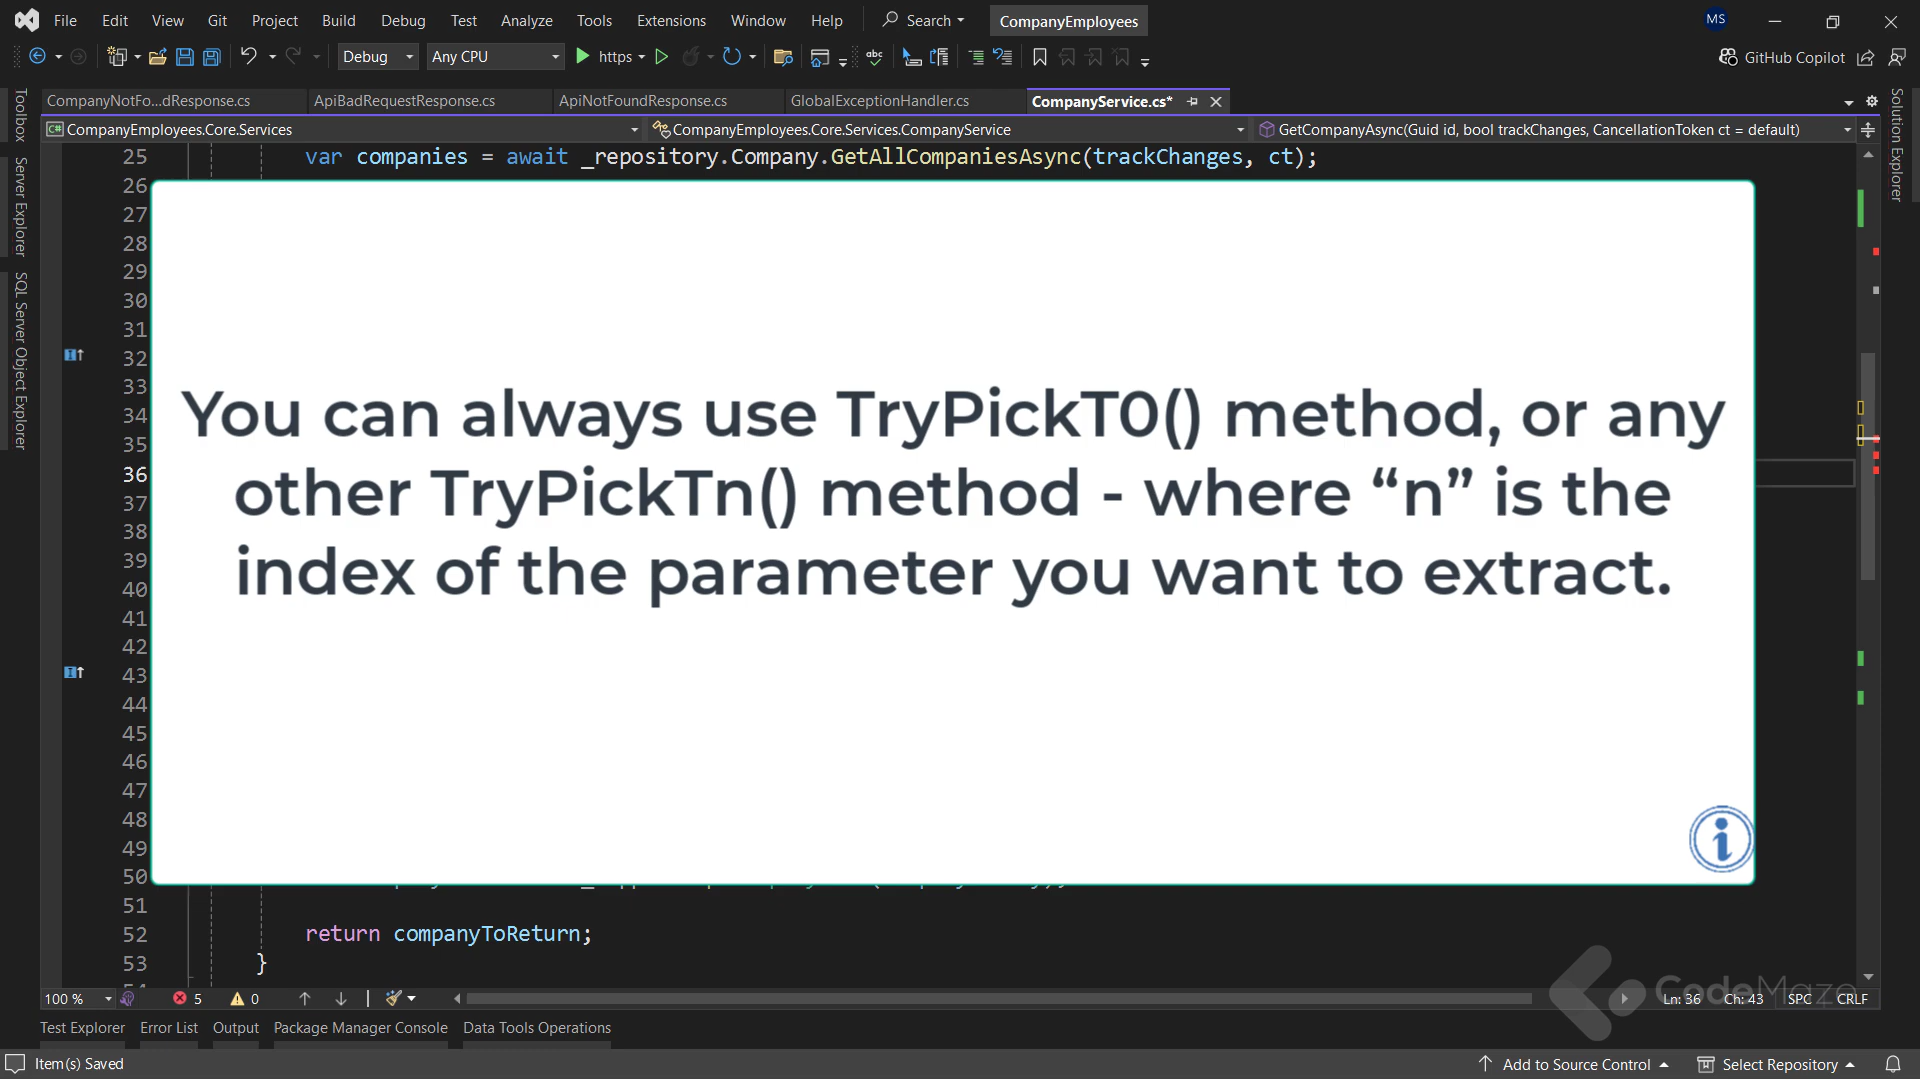 File Edit View Git Project Build Debug Test Analyze Tools Extensions Window Help Search CompanyEmployees MS
Debug Any CPU https GitHub Copilot
CompanyNotFo...dResponse.cs ApiBadRequestResponse.cs ApiNotFoundResponse.cs GlobalExceptionHandler.cs CompanyService.cs*
C# CompanyEmployees.Core.Services CompanyEmployees.Core.Services.CompanyService GetCompanyAsync(Guid id, bool trackChanges, CancellationToken ct = default)
Toolbox
Server Explorer
SQL Server Object Explorer
Solution Explorer
25 var companies = await _repository.Company.GetAllCompaniesAsync(trackChanges, ct);
26
27
28
29
30
31
32
33
34
35
36
37
38
39
40
41
42
43
44
45
46
47
48
49
50
You can always use TryPickT0() method, or any
other TryPickTn() method - where “n” is the
index of the parameter you want to extract.
51
52 return companyToReturn;
53 }
100 % 5 0 Ln: 36 Ch: 43 SPC CRLF
CodeMaze
Test Explorer Error List Output Package Manager Console Data Tools Operations
Item(s) Saved Add to Source Control Select Repository